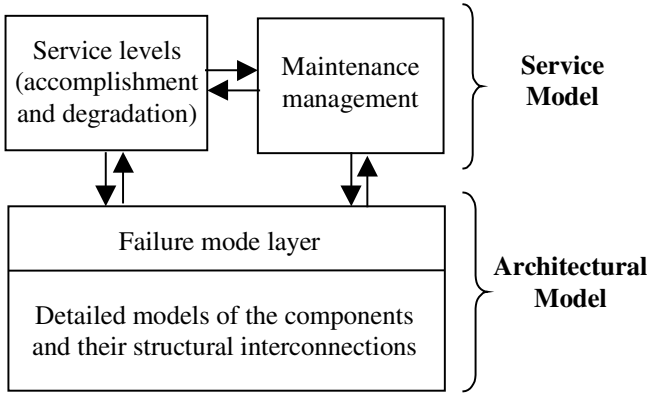 Service levels
(accomplishment
and degradation)
Maintenance
management
Service
Model
Failure mode layer
Detailed models of the components
and their structural interconnections
Architectural
Model